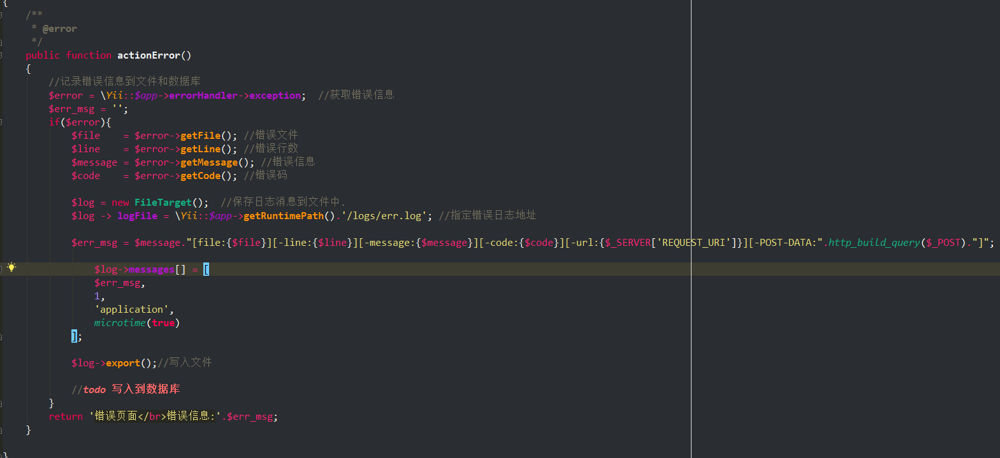 {
/**
* @error
*/
public function actionError()
{
//记录错误信息到文件和数据库
$error = \Yii::$app->errorHandler->exception;  //获取错误信息
$err_msg = '';
if($error){
$file    = $error->getFile(); //错误文件
$line    = $error->getLine(); //错误行数
$message = $error->getMessage(); //错误信息
$code    = $error->getCode(); //错误码
$log = new FileTarget();  //保存日志消息到文件中.
$log -> logFile = \Yii::$app->getRuntimePath().'/logs/err.log'; //指定错误日志地址
$err_msg = $message."[file:{$file}][-line:{$line}][-message:{$message}][-code:{$code}][-url:{$_SERVER['REQUEST_URI']}][-POST-DATA:".http_build_query($_POST)."]";
$log->messages[] = [
$err_msg,
1,
'application',
microtime(true)
];
$log->export();//写入文件
//todo 写入到数据库
}
return '错误页面</br>错误信息:'.$err_msg;
}
}